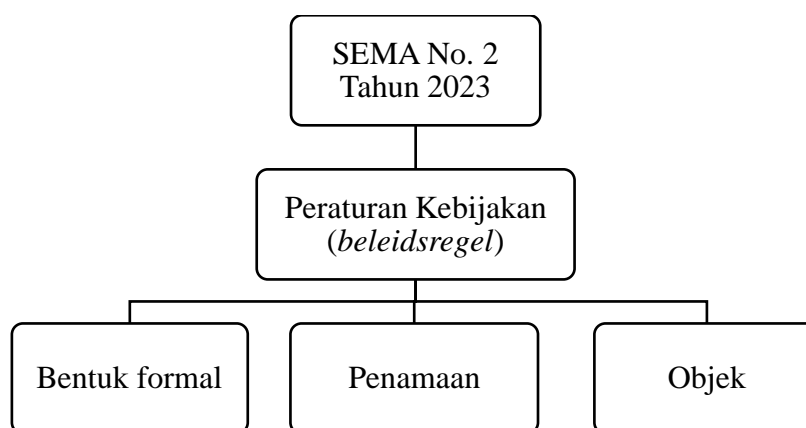 SEMA No. 2
Tahun 2023
Peraturan Kebijakan
(beleidsregel)
Bentuk formal
Penamaan
Objek